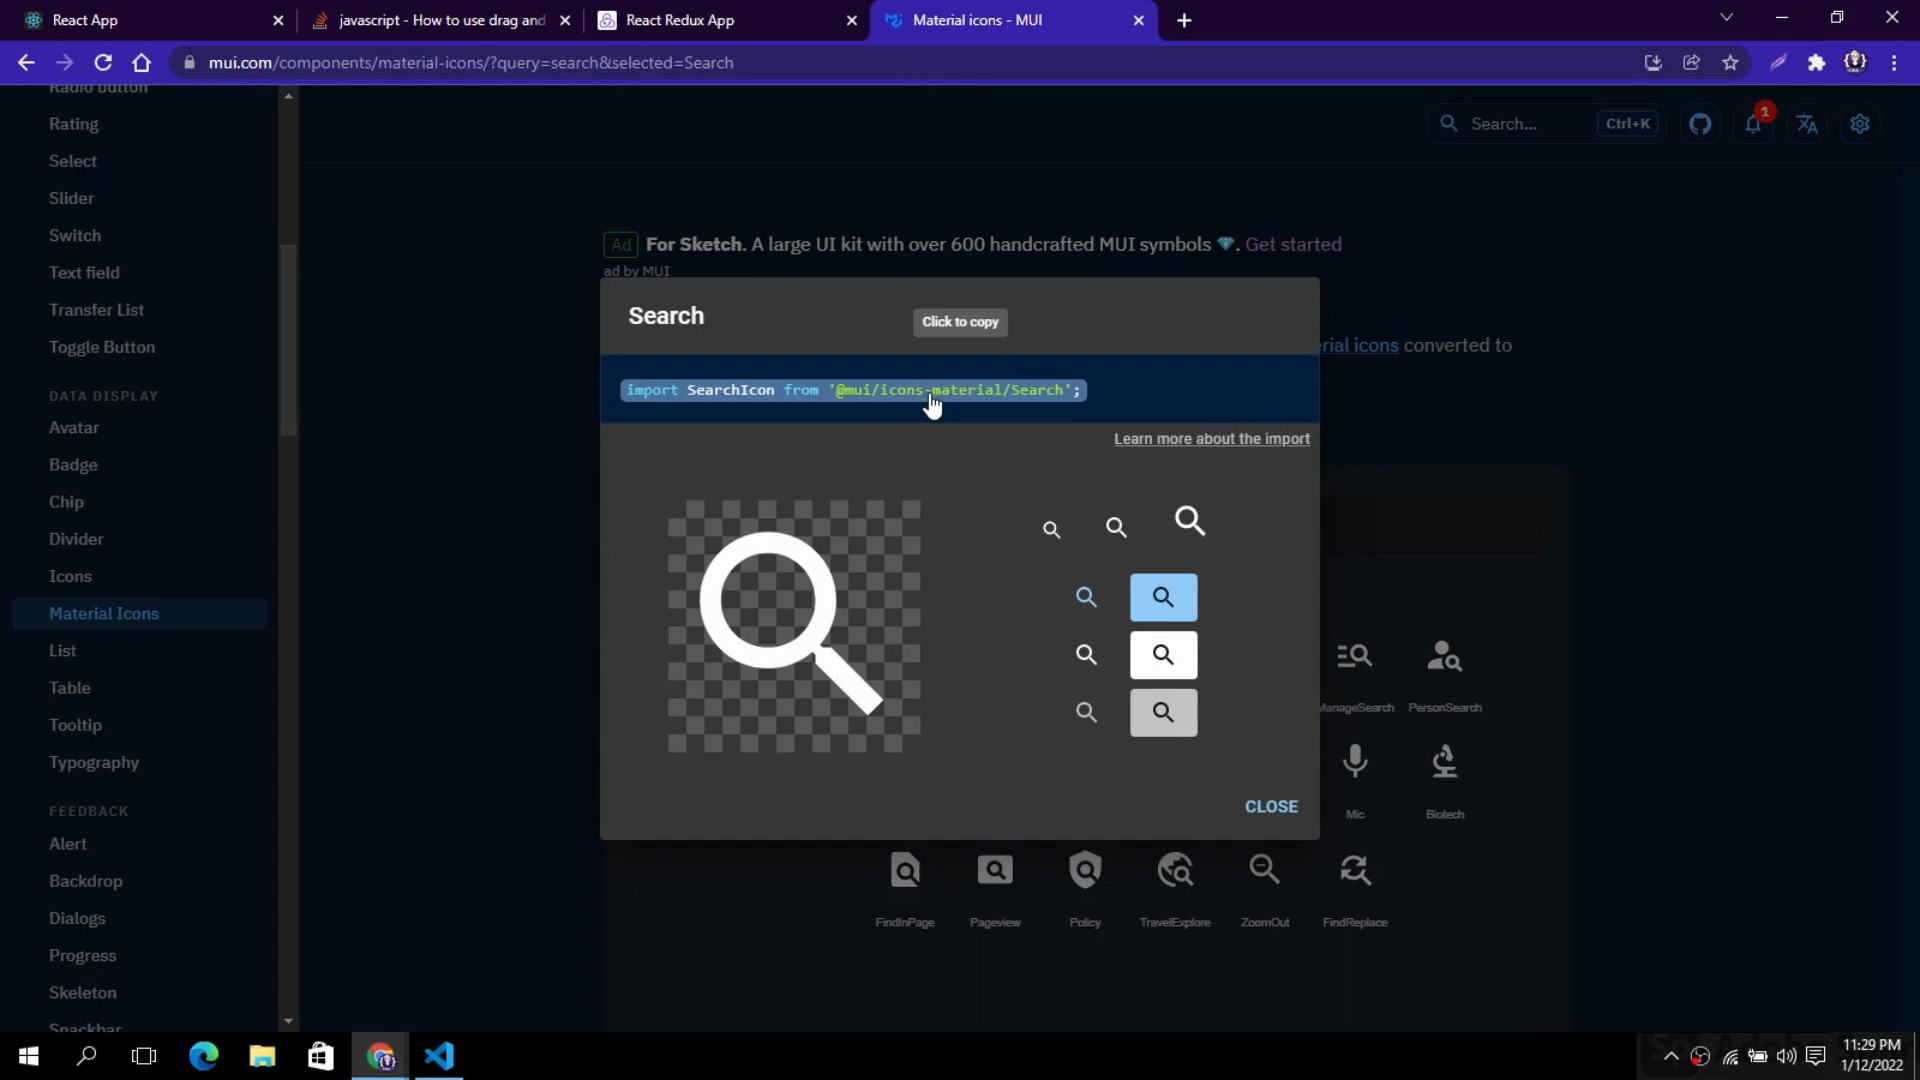 React App
javascript - How to use drag and
React Redux App
Material icons - MUI
mui.com/components/material-icons/?query=search&selected=Search
Radio button
Rating
Select
Slider
Switch
Text field
Transfer List
Toggle Button
DATA DISPLAY
Avatar
Badge
Chip
Divider
Icons
Material Icons
List
Table
Tooltip
Typography
FEEDBACK
Alert
Backdrop
Dialogs
Progress
Skeleton
Snackbar
Search...
Ctrl+K
1
Ad For Sketch. A large UI kit with over 600 handcrafted MUI symbols 💎. Get started
ad by MUI
rial icons converted to
Search
Click to copy
import SearchIcon from '@mui/icons-material/Search';
Learn more about the import
CLOSE
ManageSearch
PersonSearch
Mic
Biotech
FindInPage
Pageview
Policy
TravelExplore
ZoomOut
FindReplace
11:29 PM
1/12/2022